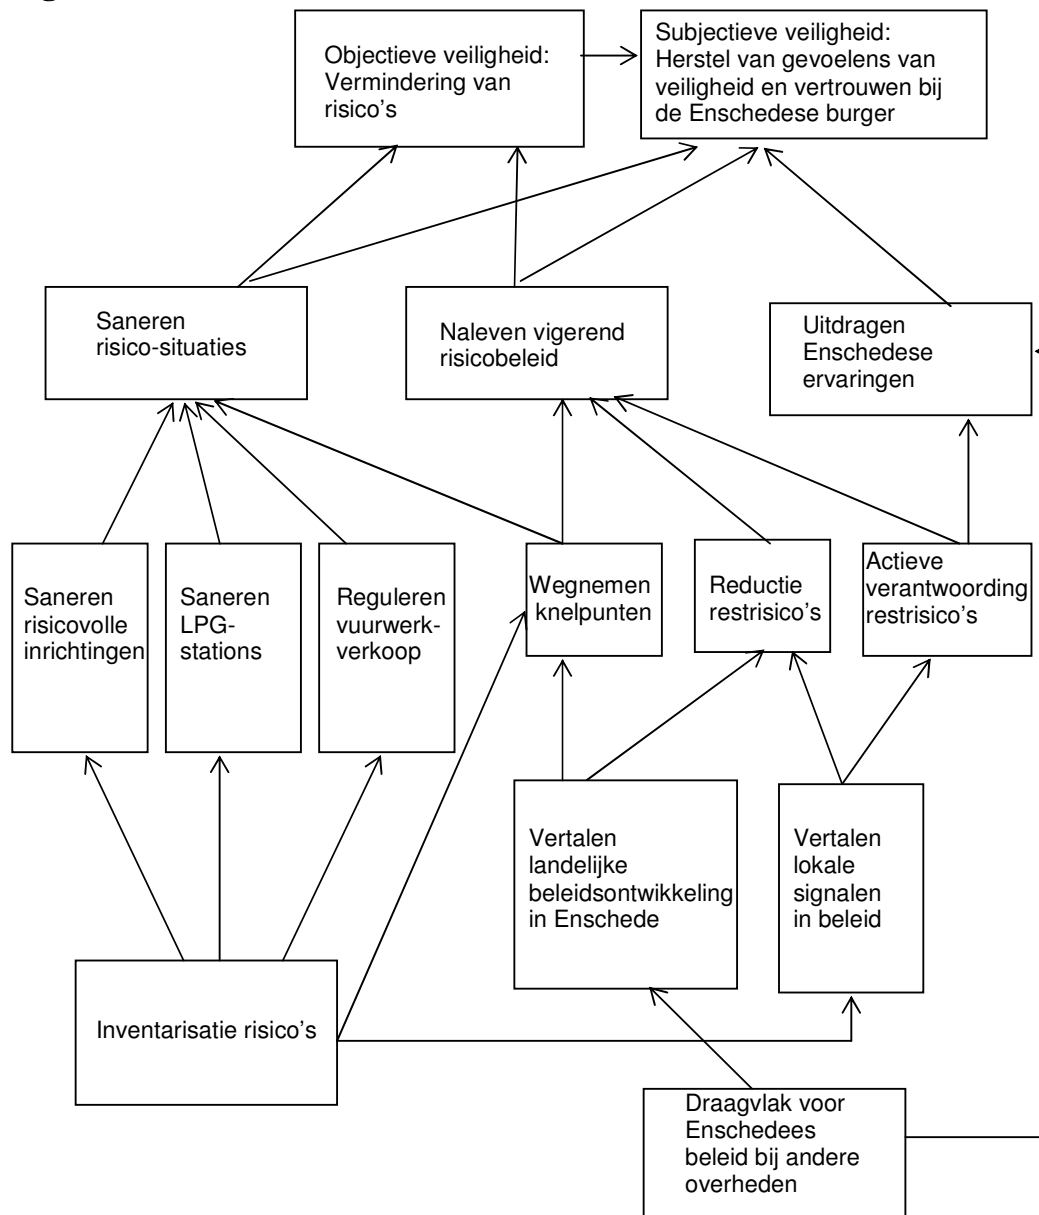 Objectieve veiligheid:
Vermindering van
risico's
Subjectieve veiligheid:
Herstel van gevoelens van
veiligheid en vertrouwen bij
de Enschedese burger
Saneren
risico-situaties
Naleven vigerend
risicobeleid
Uitdragen
Enschedese
ervaringen
Saneren
risicovolle
inrichtingen
Saneren
LPG-
stations
Reguleren
vuurwerk-
verkoop
Wegnemen
knelpunten
Reductie
restrisico's
Actieve
verantwoording
restrisico's
Vertalen
landelijke
beleidsontwikkeling
in Enschede
Vertalen
lokale
signalen
in beleid
Inventarisatie risico's
Draagvlak voor
Enschedees
beleid bij andere
overheden